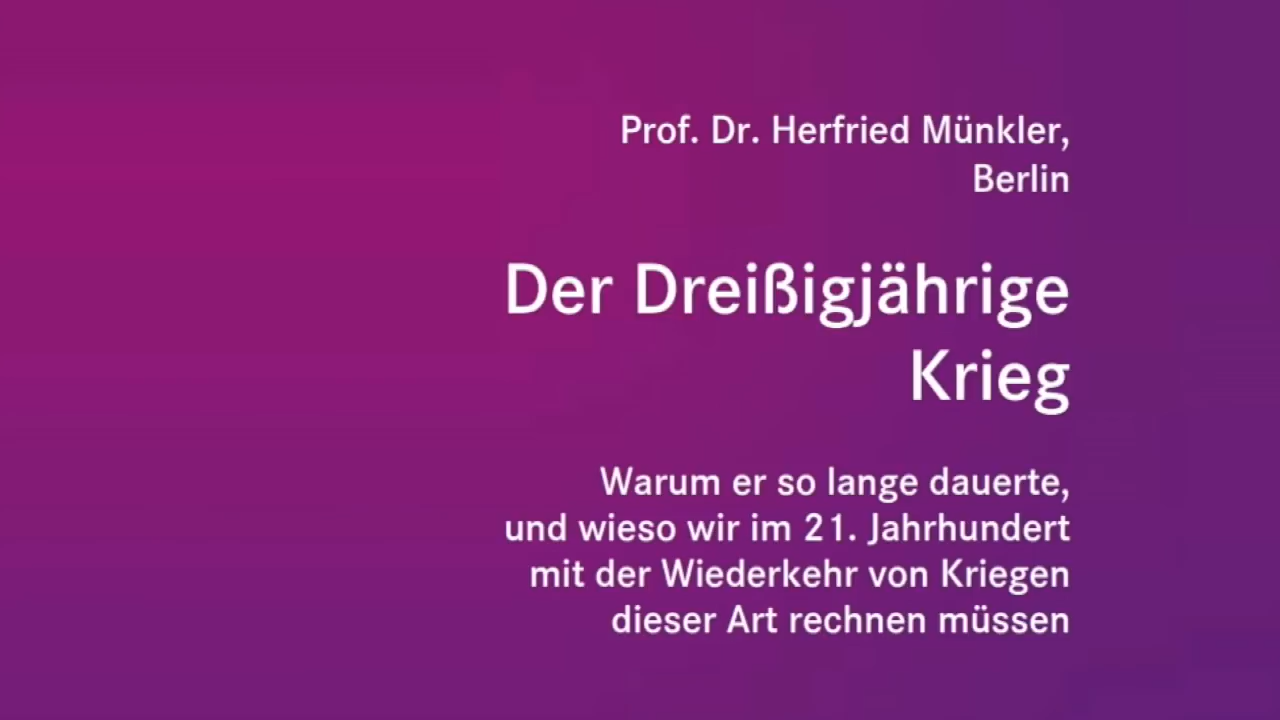 Prof. Dr. Herfried Münkler,
Berlin
Der Dreißigjährige
Krieg
Warum er so lange dauerte,
und wieso wir im 21. Jahrhundert
mit der Wiederkehr von Kriegen
dieser Art rechnen müssen